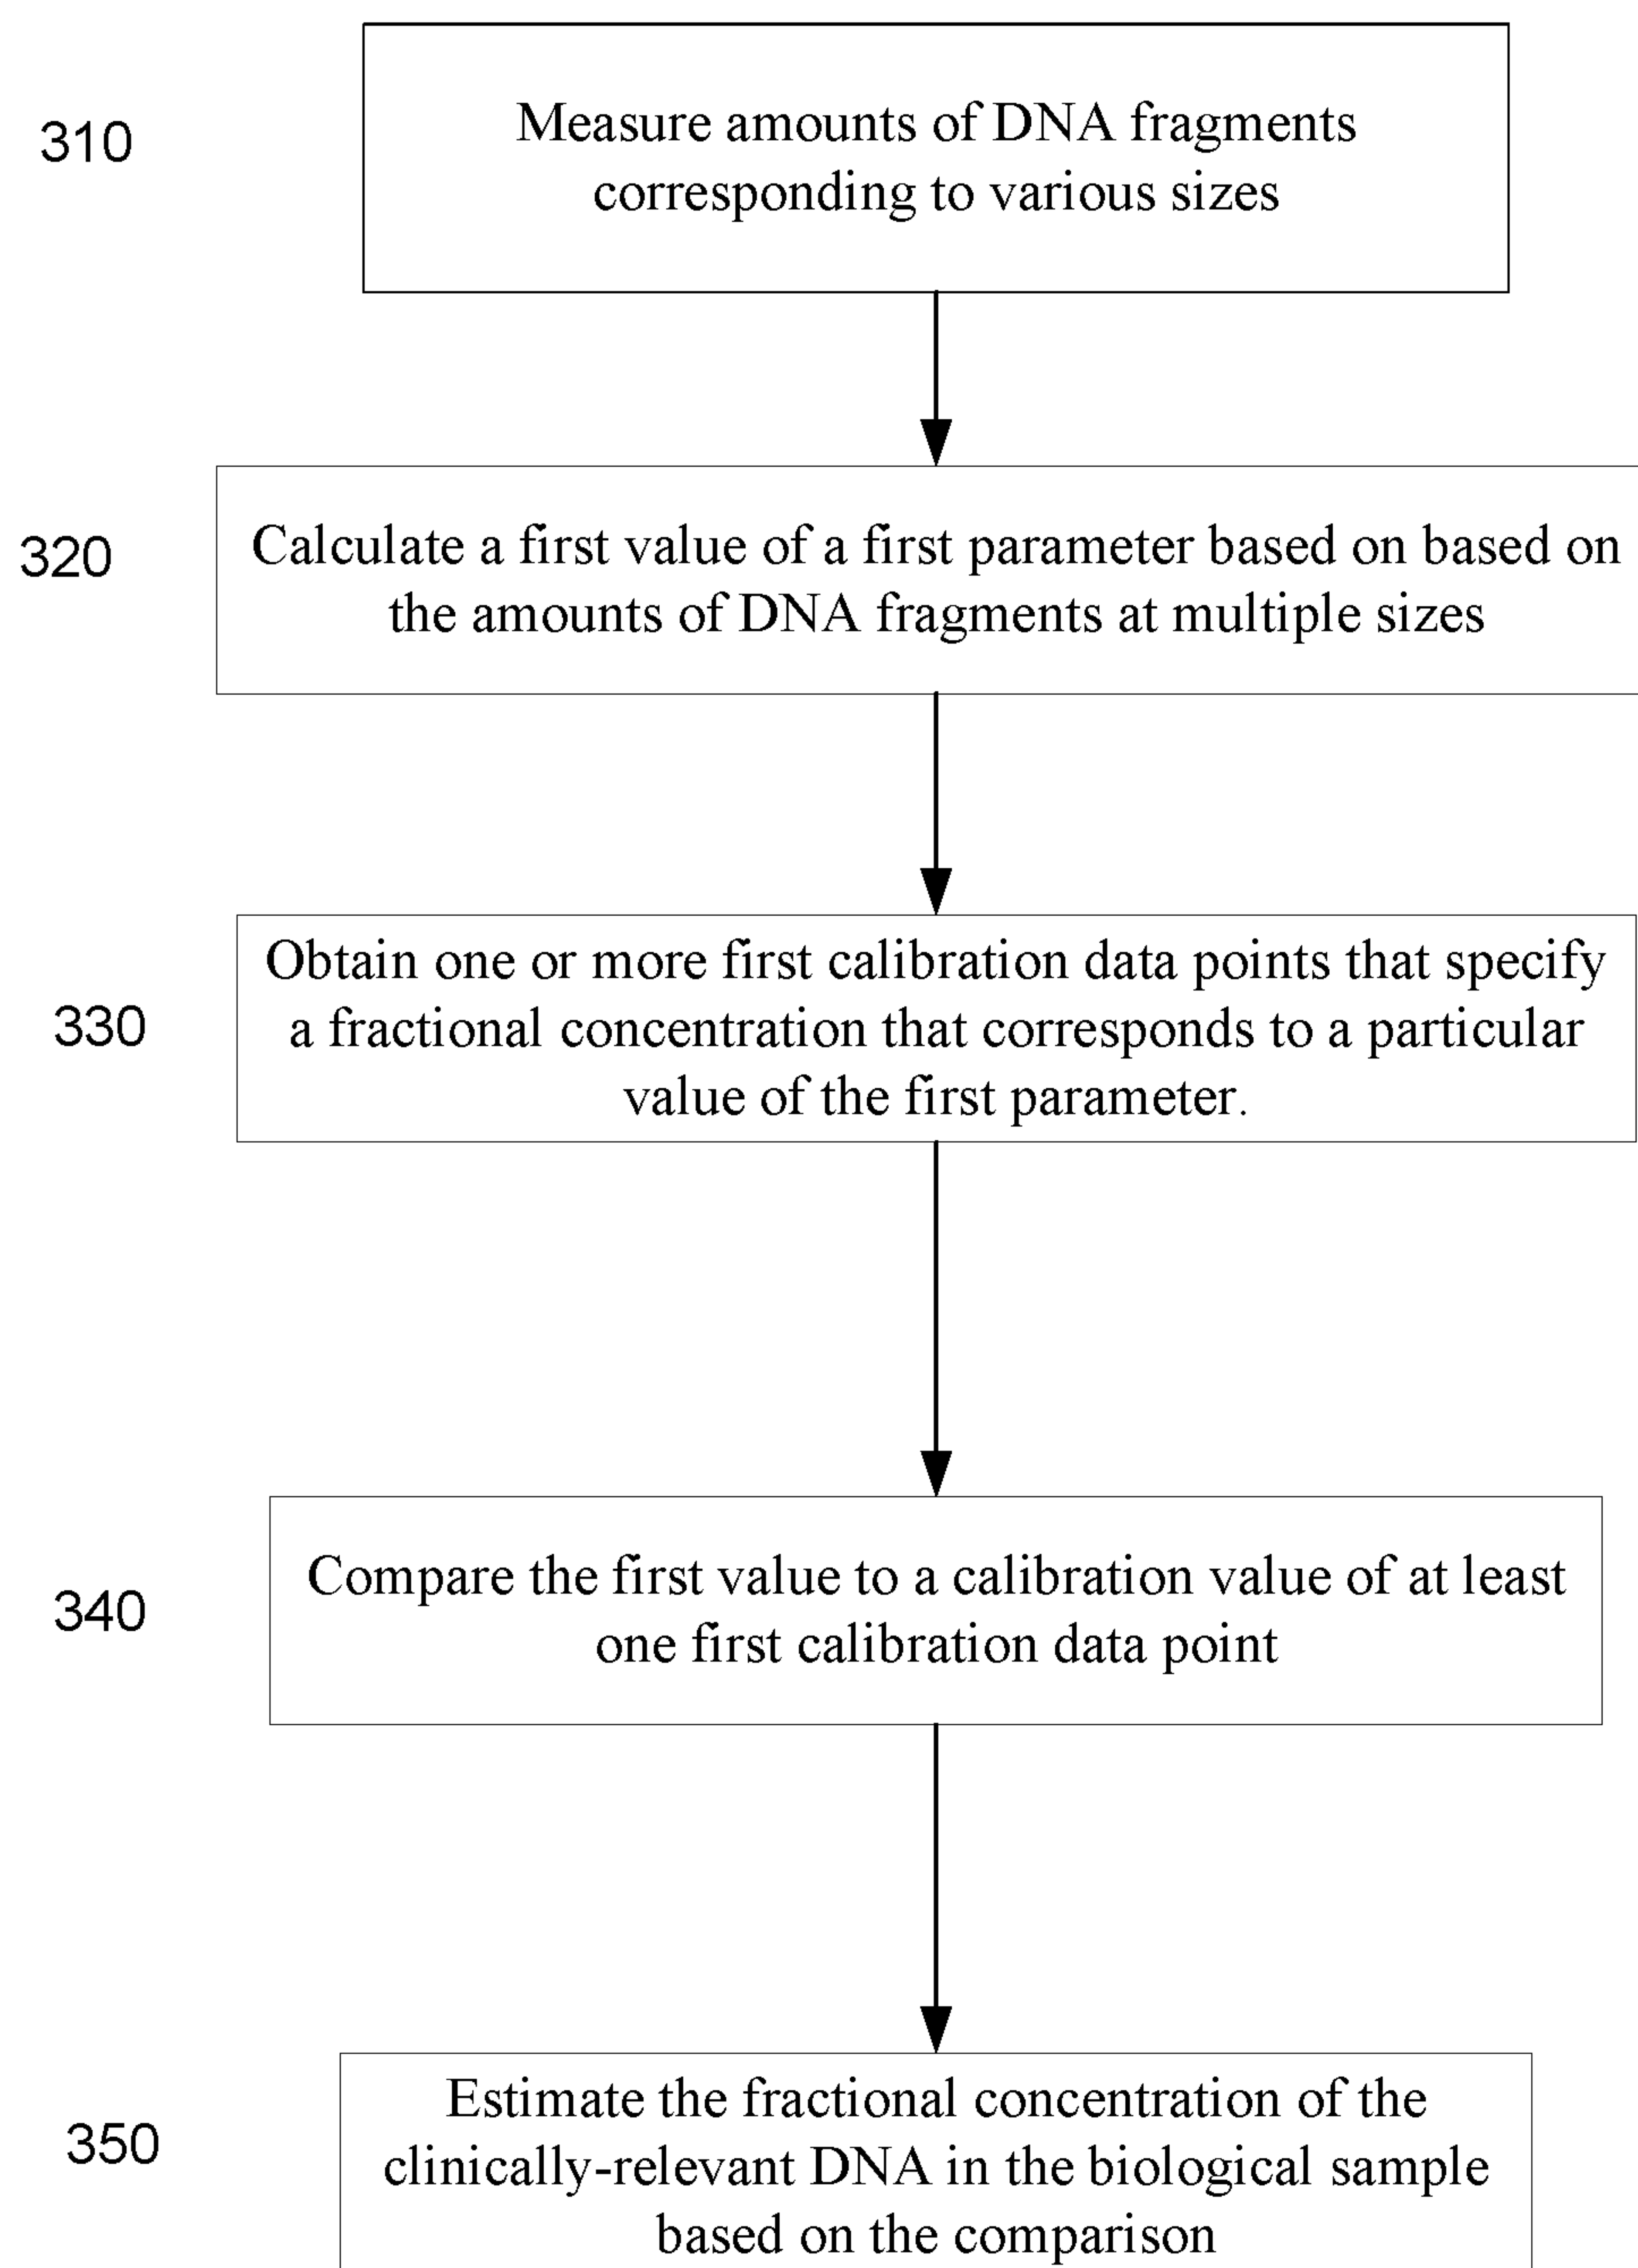 310
Measure amounts of DNA fragments
corresponding to various sizes
320
Calculate a first value of a first parameter based on based on
the amounts of DNA fragments at multiple sizes
330
Obtain one or more first calibration data points that specify
a fractional concentration that corresponds to a particular
value of the first parameter.
340
Compare the first value to a calibration value of at least
one first calibration data point
350
Estimate the fractional concentration of the
clinically-relevant DNA in the biological sample
based on the comparison